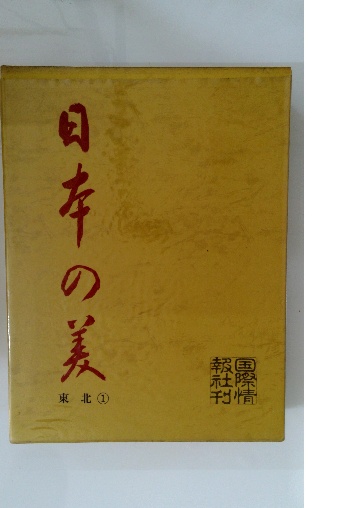 日本の美
東北①
国際情報社刊